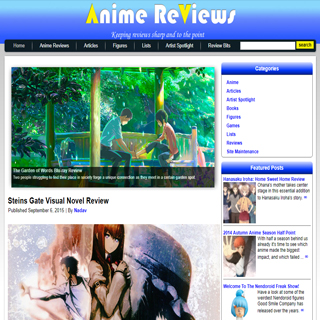 Anime ReViews
Keeping reviews sharp and to the point
Home Anime Reviews Articles Figures Lists Artist Spotlight Review Bits search
The Garden of Words Blu-ray Review
Two people struggling to find their place in society forge a unique connection as they meet in a certain garden spot.
Steins Gate Visual Novel Review
Published September 6, 2016 | By Nadav
Categories
Anime
Articles
Artist Spotlight
Books
Figures
Games
Lists
Reviews
Site Maintenance
Featured Posts
Hanasaku Iroha: Home Sweet Home Review
Ohana's mother takes center
stage in this essential addition
to Hanasaku Iroha's story.
2014 Autumn Anime Season Half Point
With half a season behind us
already it's time to see which
anime made the biggest
impact, and which failed ...
Welcome To The Nendoroid Freak Show!
Have a look at some of the
weirdest Nendoroid figures
Good Smile Company has
released over the years.